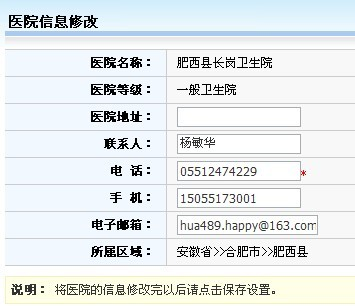 医院信息修改
医院名称： 肥西县长岗卫生院
医院等级： 一般卫生院
医院地址：
联系人： 杨敏华
电 话： 05512474229*
手 机： 15055173001
电子邮箱： hua489.happy@163.com
所属区域： 安徽省>>合肥市>>肥西县
说明： 将医院的信息修改完以后请点击保存设置。